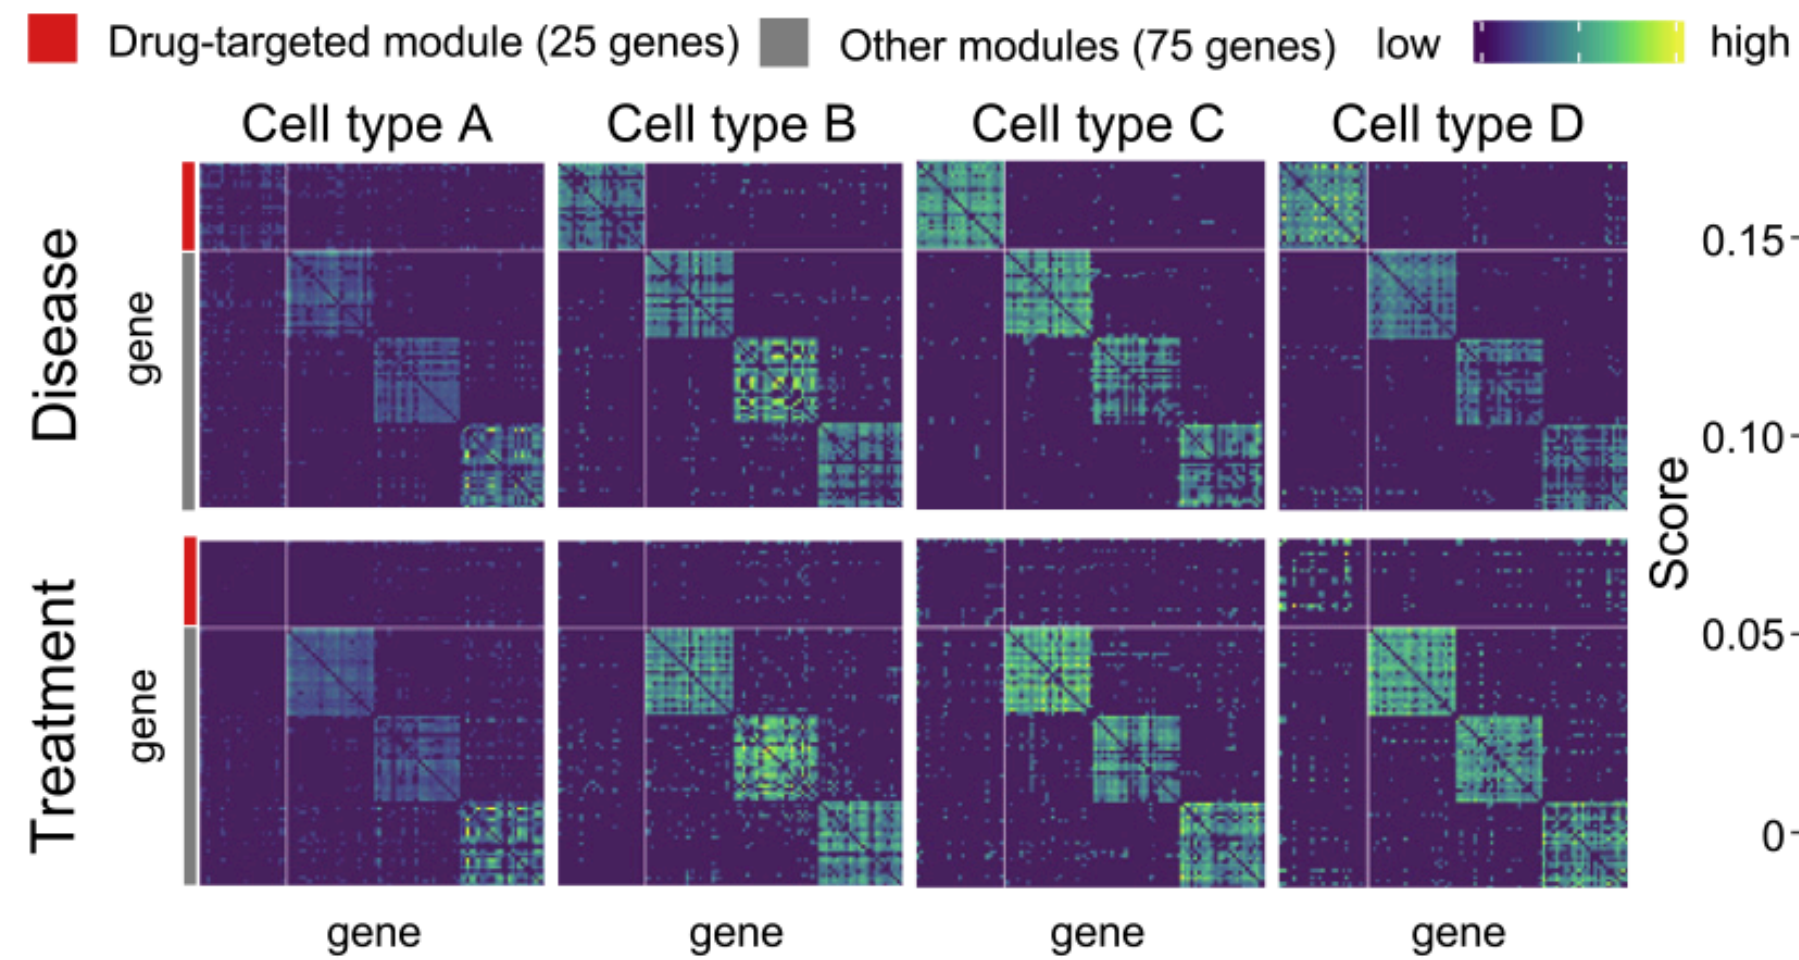 Drug-targeted module (25 genes)
Other modules (75 genes)
low
high
Cell type A
Cell type B
Cell type C
Cell type D
Disease
gene
Treatment
gene
gene
gene
gene
gene
Score
0.15
0.10
0.05
0